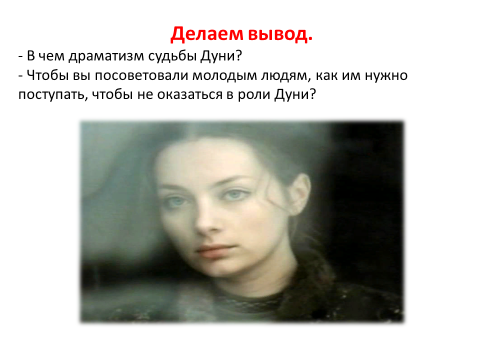 Делаем вывод.
- В чем драматизм судьбы Дуни?
- Чтобы вы посоветовали молодым людям, как им нужно
поступать, чтобы не оказаться в роли Дуни?